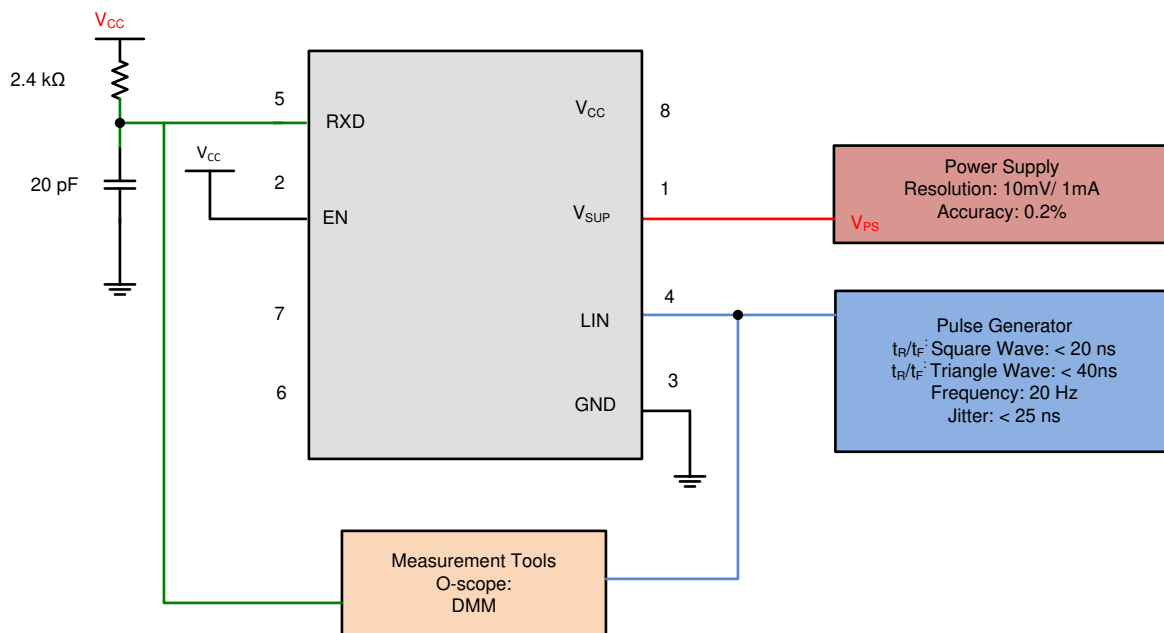 VCC
2.4 kΩ
20 pF
VCC
5
2
7
6
RXD
EN
VCC
VSUP
LIN
GND
8
1
4
3
Power Supply
Resolution: 10mV/ 1mA
Accuracy: 0.2%
VPS
Pulse Generator
tR/tF: Square Wave: < 20 ns
tR/tF: Triangle Wave: < 40ns
Frequency: 20 Hz
Jitter: < 25 ns
Measurement Tools
O-scope:
DMM